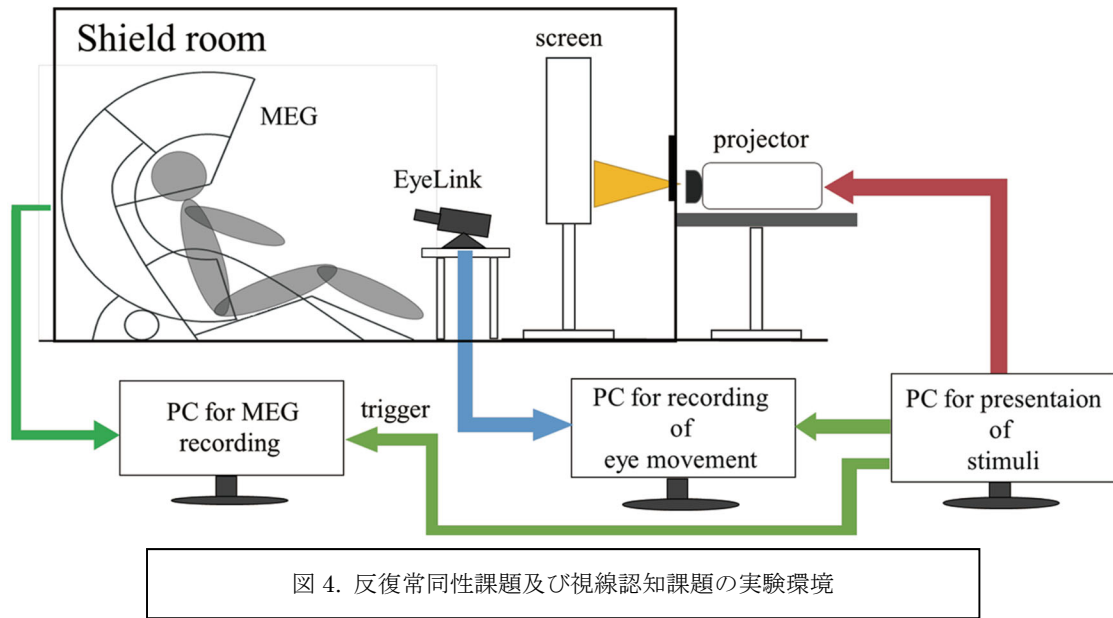 Shield room
screen
MEG
projector
EyeLink
PC for MEG
recording
trigger
PC for recording
of
eye movement
PC for presentaion
of
stimuli
図 4. 反復常同性課題及び視線認知課題の実験環境